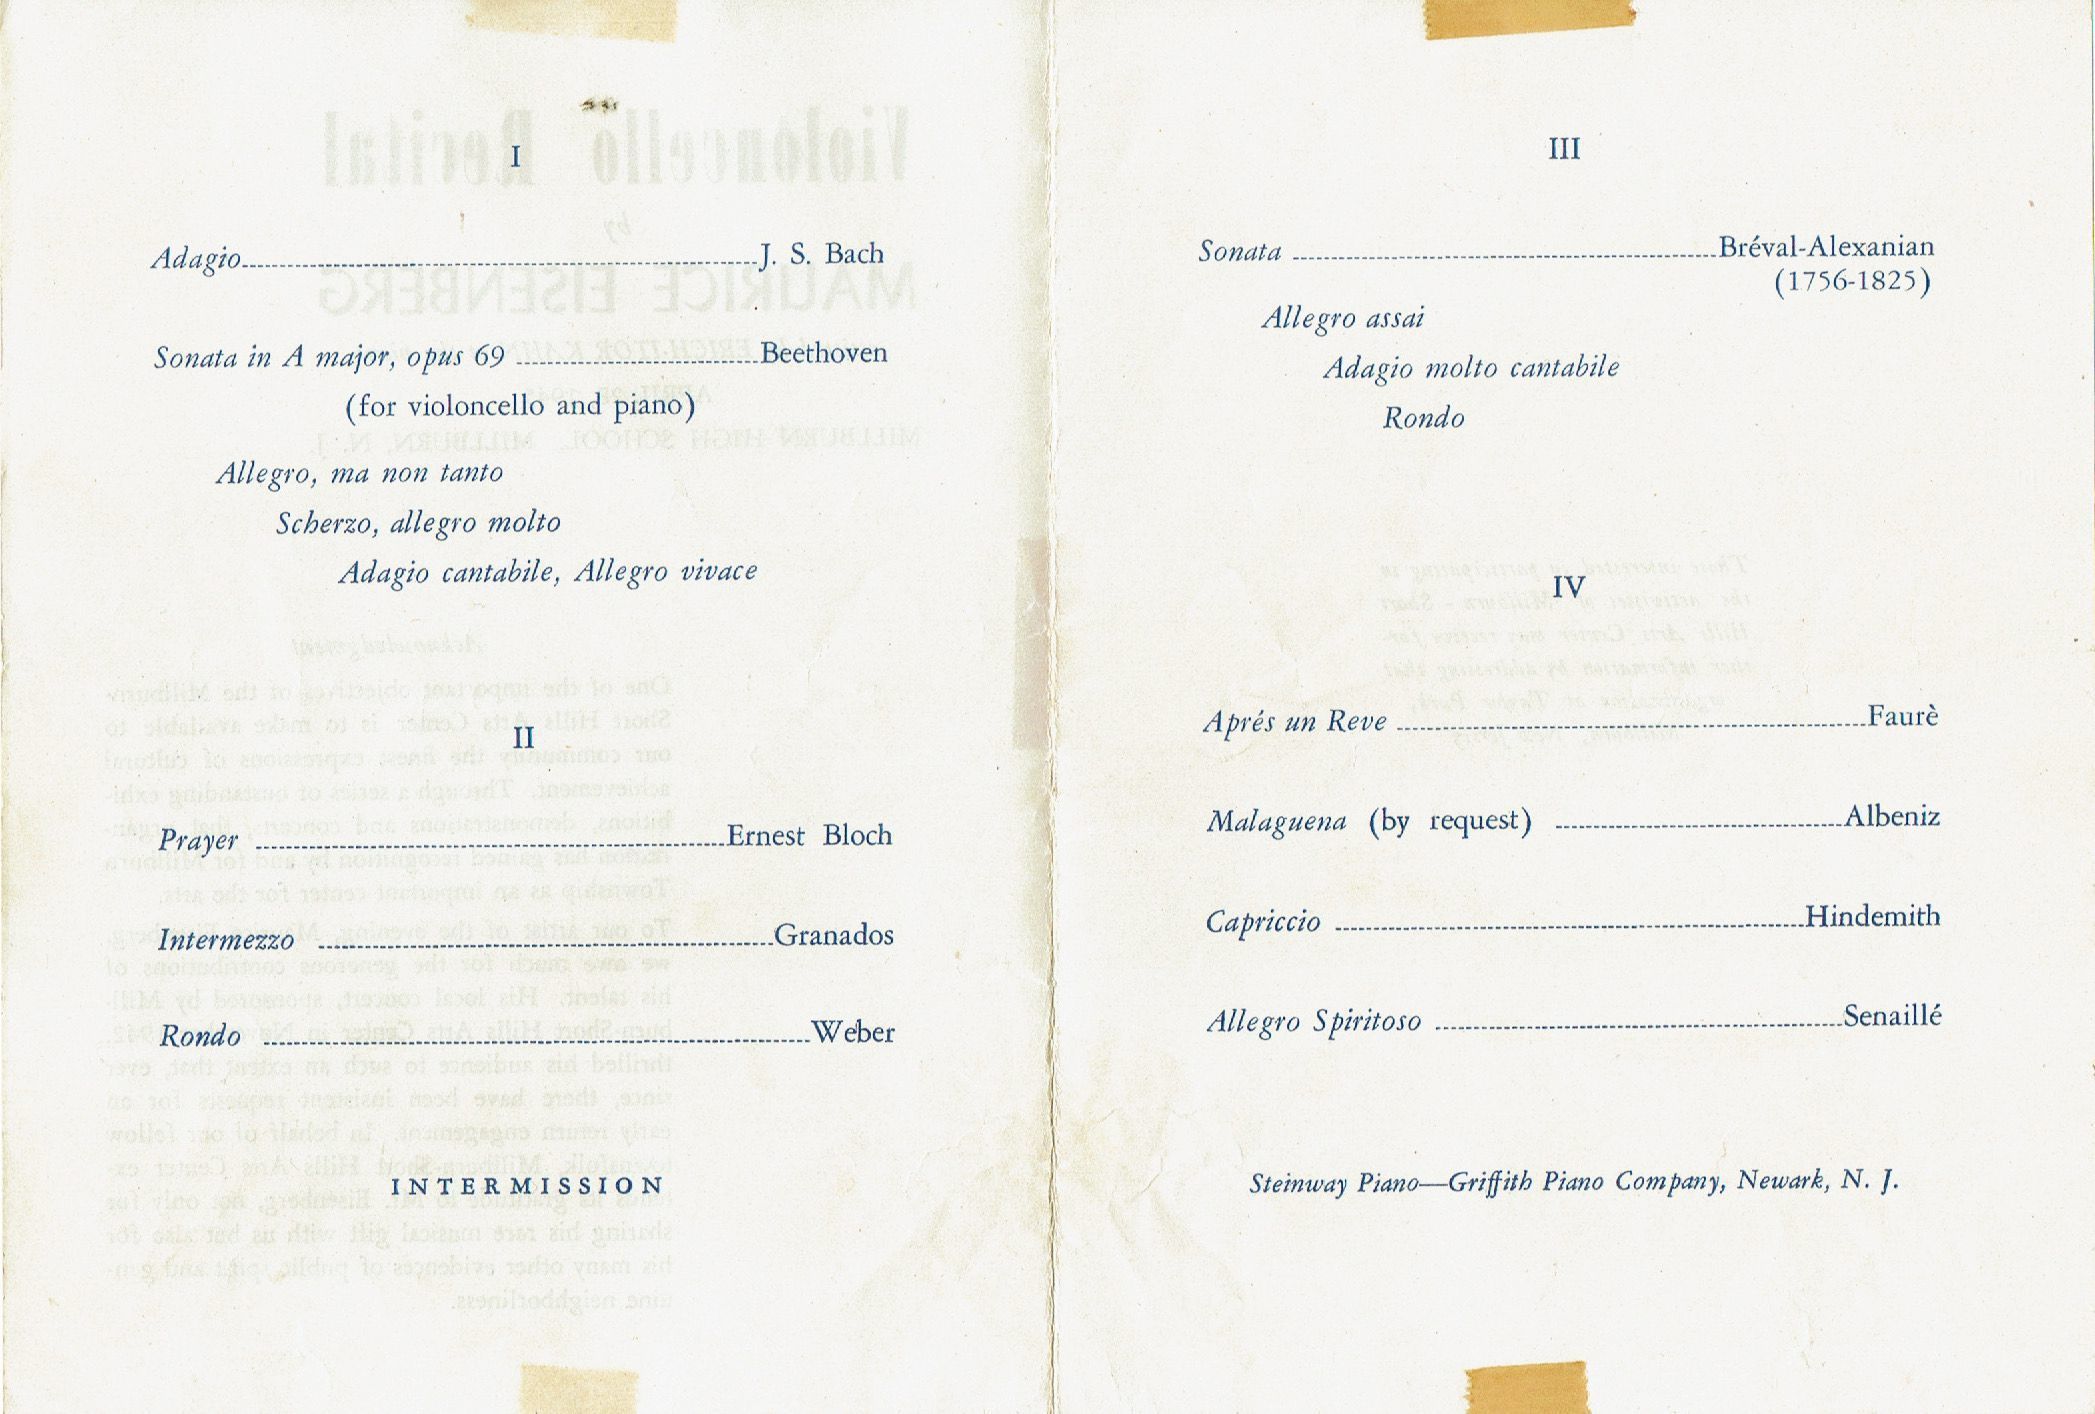 I
Adagio J. S. Bach
Sonata in A major, opus 69 Beethoven
(for violoncello and piano)
Allegro, ma non tanto
Scherzo, allegro molto
Adagio cantabile, Allegro vivace
II
Prayer Ernest Bloch
Intermezzo Granados
Rondo Weber
INTERMISSION
III
Sonata Bréval-Alexanian
(1756-1825)
Allegro assai
Adagio molto cantabile
Rondo
IV
Aprés un Reve Faurè
Malaguena (by request) Albeniz
Capriccio Hindemith
Allegro Spiritoso Senaillé
Steinway Piano—Griffith Piano Company, Newark, N. J.